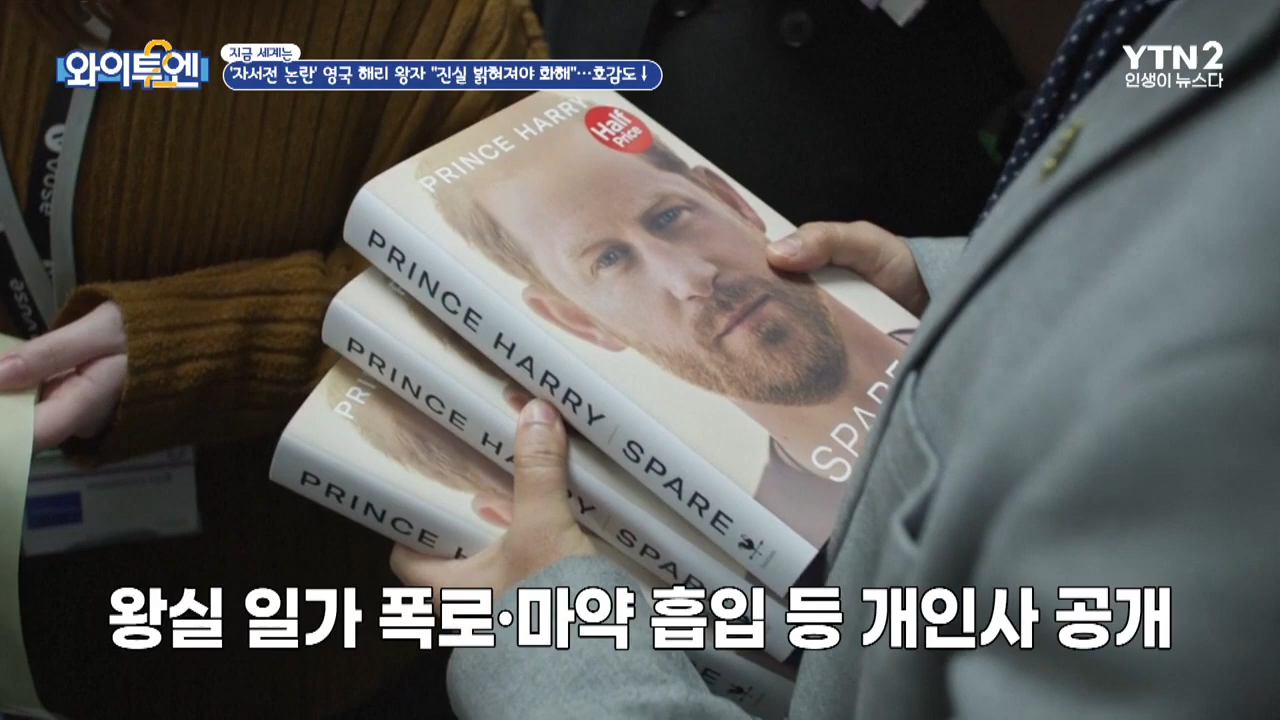 와이투엔
2
지금 세계는
'자서전 논란' 영국 해리 왕자 "진실 밝혀져야 화해"…호감도↓
YTN2
인생이 뉴스다
PRINCE HARRY
Half
Price
SPARE
PRINCE HARRY | SPARE
PRINCE HARRY | SPARE
PRI
PRINCE H
SPARE
왕실 일가 폭로·마약 흡입 등 개인사 공개